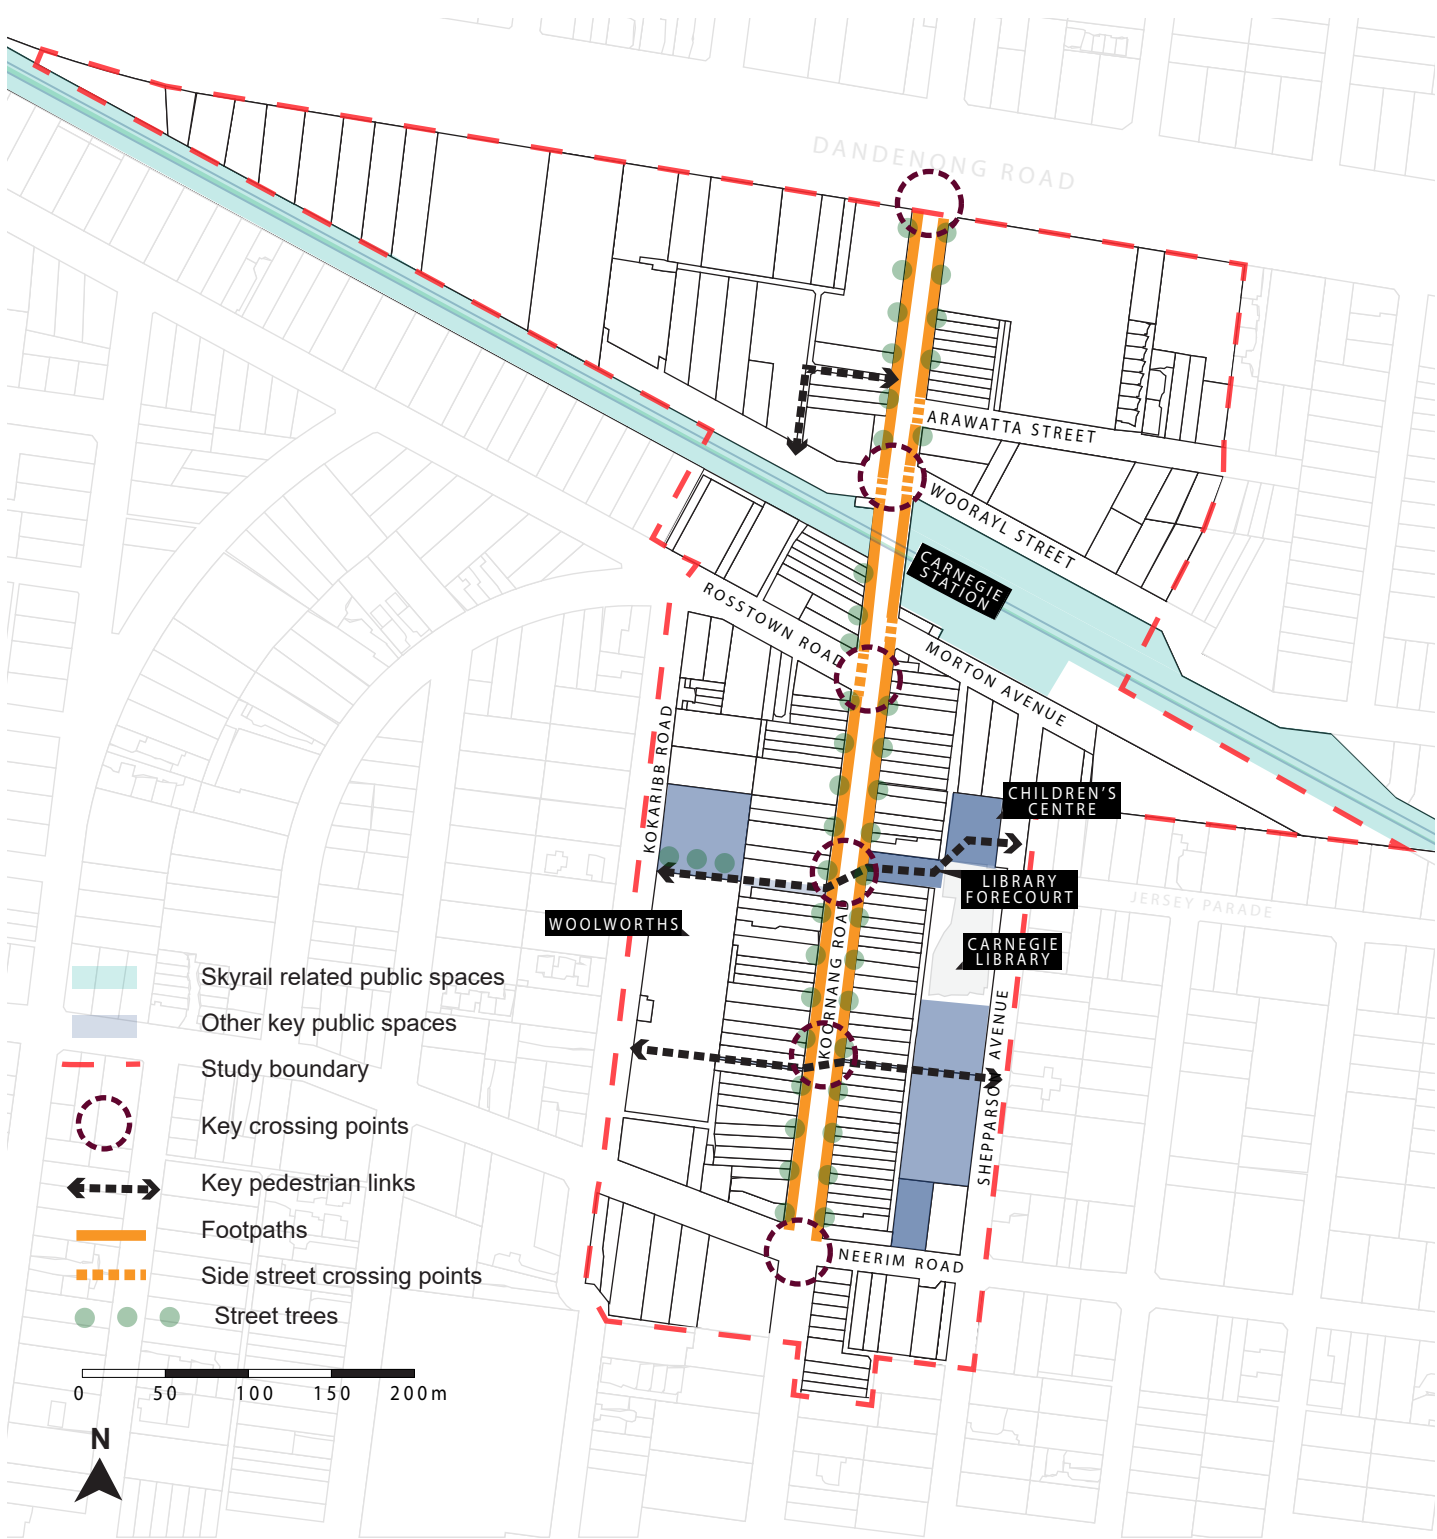 DANDENONG ROAD
ARAWATTA STREET
WOORAYL STREET
CARNEGIE
STATION
ROSSTOWN ROAD
MORTON AVENUE
KOKARIBB ROAD
CHILDREN'S
CENTRE
LIBRARY
FORECOURT
JERSEY PARADE
WOOLWORTHS
KOORNANG ROAD
CARNEGIE
LIBRARY
SHEPPARSON AVENUE
NEERIM ROAD
Skyrail related public spaces
Other key public spaces
Study boundary
Key crossing points
Key pedestrian links
Footpaths
Side street crossing points
Street trees
0 50 100 150 200m
N